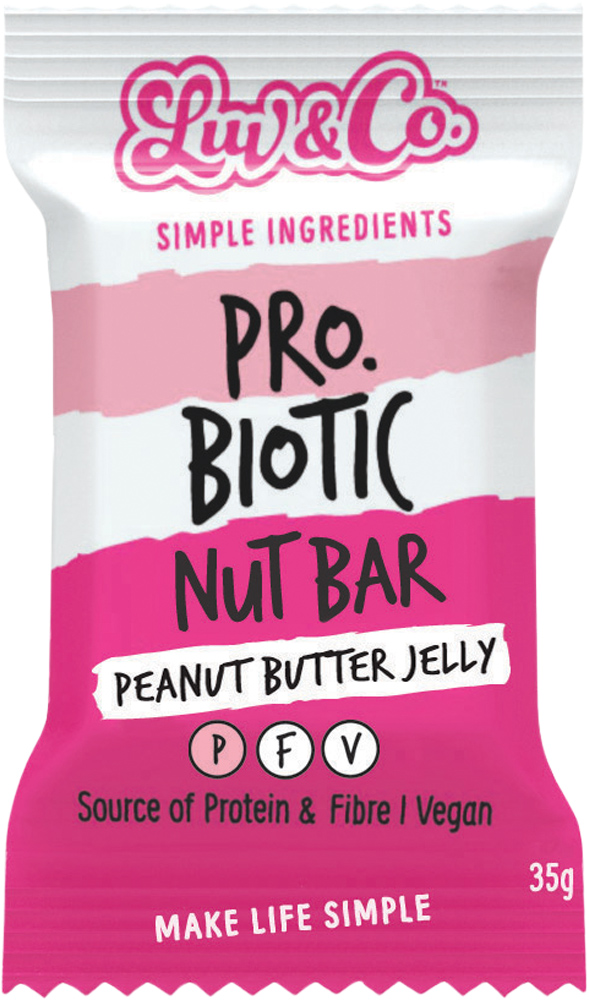 Luv&Co.™
SIMPLE INGREDIENTS
PRO.
BIOTIC
NUT BAR
PEANUT BUTTER JELLY
P F V
Source of Protein & Fibre | Vegan
35g
MAKE LIFE SIMPLE